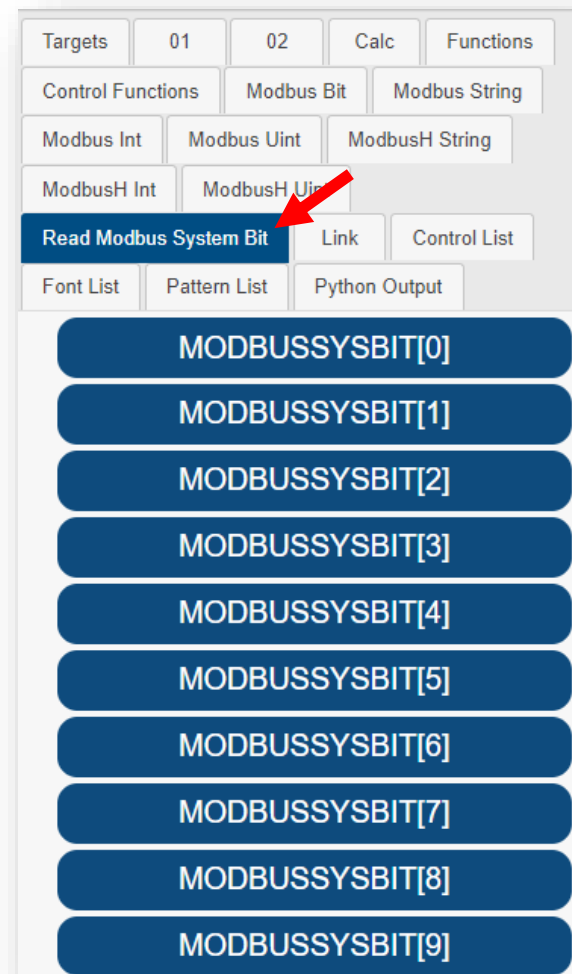 Targets 01 02 Calc Functions
Control Functions Modbus Bit Modbus String
Modbus Int Modbus Uint ModbusH String
ModbusH Int ModbusH
Read Modbus System Bit Link Control List
Font List Pattern List Python Output
MODBUSSYSBIT[0]
MODBUSSYSBIT[1]
MODBUSSYSBIT[2]
MODBUSSYSBIT[3]
MODBUSSYSBIT[4]
MODBUSSYSBIT[5]
MODBUSSYSBIT[6]
MODBUSSYSBIT[7]
MODBUSSYSBIT[8]
MODBUSSYSBIT[9]